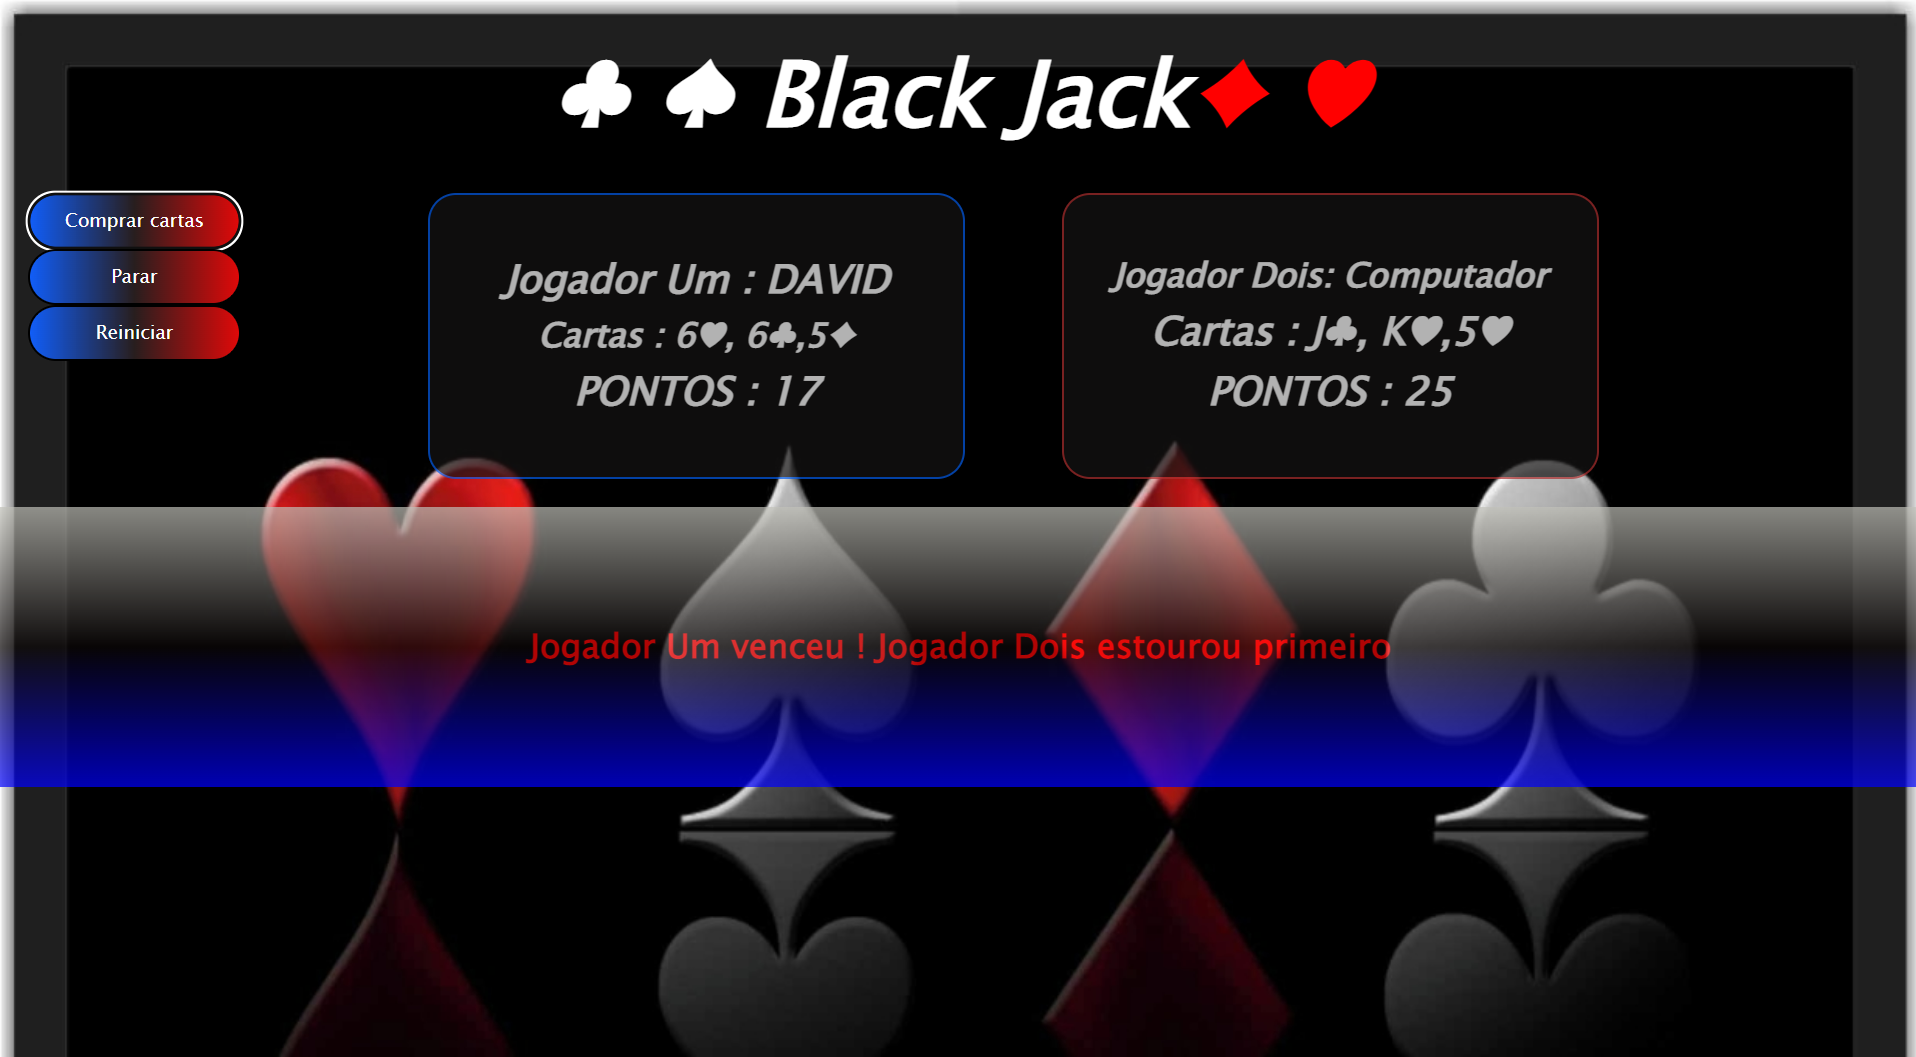 ♣ ♠ Black Jack♦ ♥
Comprar cartas
Parar
Reiniciar
Jogador Um : DAVID
Cartas : 6♥, 6♣,5♦
PONTOS : 17
Jogador Dois: Computador
Cartas : J♣, K♥,5♥
PONTOS : 25
Jogador Um venceu ! Jogador Dois estourou primeiro